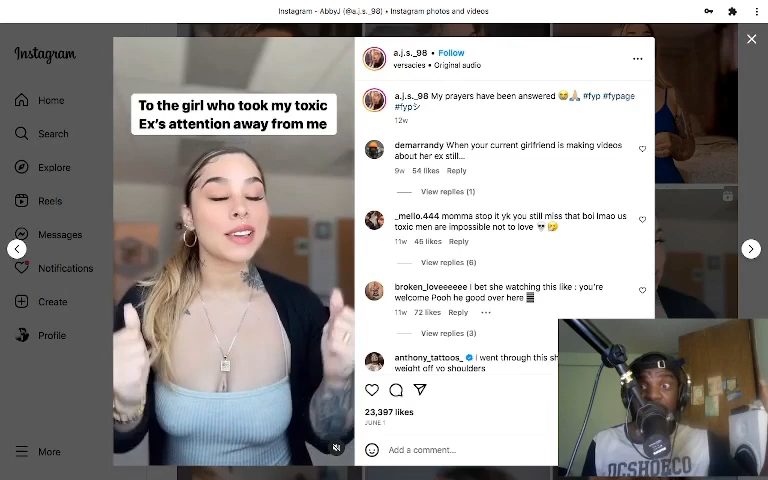 Instagram - AbbyJ (@a.j.s._98) • Instagram photos and videos
Instagram
Home
Search
Explore
Reels
Messages
Notifications
Create
Profile
More
To the girl who took my toxic
Ex's attention away from me
a.j.s._98 • Follow
versacies • Original audio
a.j.s._98 My prayers have been answered 😭🙏🏼 #fyp #fypage
#fypシ
12w
demarrandy When your current girlfriend is making videos
about her ex still...
9w 54 likes Reply
View replies (1)
_mello.444 momma stop it yk you still miss that boi lmao us
toxic men are impossible not to love 💀😢
11w 45 likes Reply
View replies (6)
broken_loveeeeee I bet she watching this like : you're
welcome Pooh he good over here
11w 72 likes Reply
View replies (3)
anthony_tattoos_ I went through this sh
weight off yo shoulders
23,397 likes
JUNE 1
Add a comment...
DCSHOECO